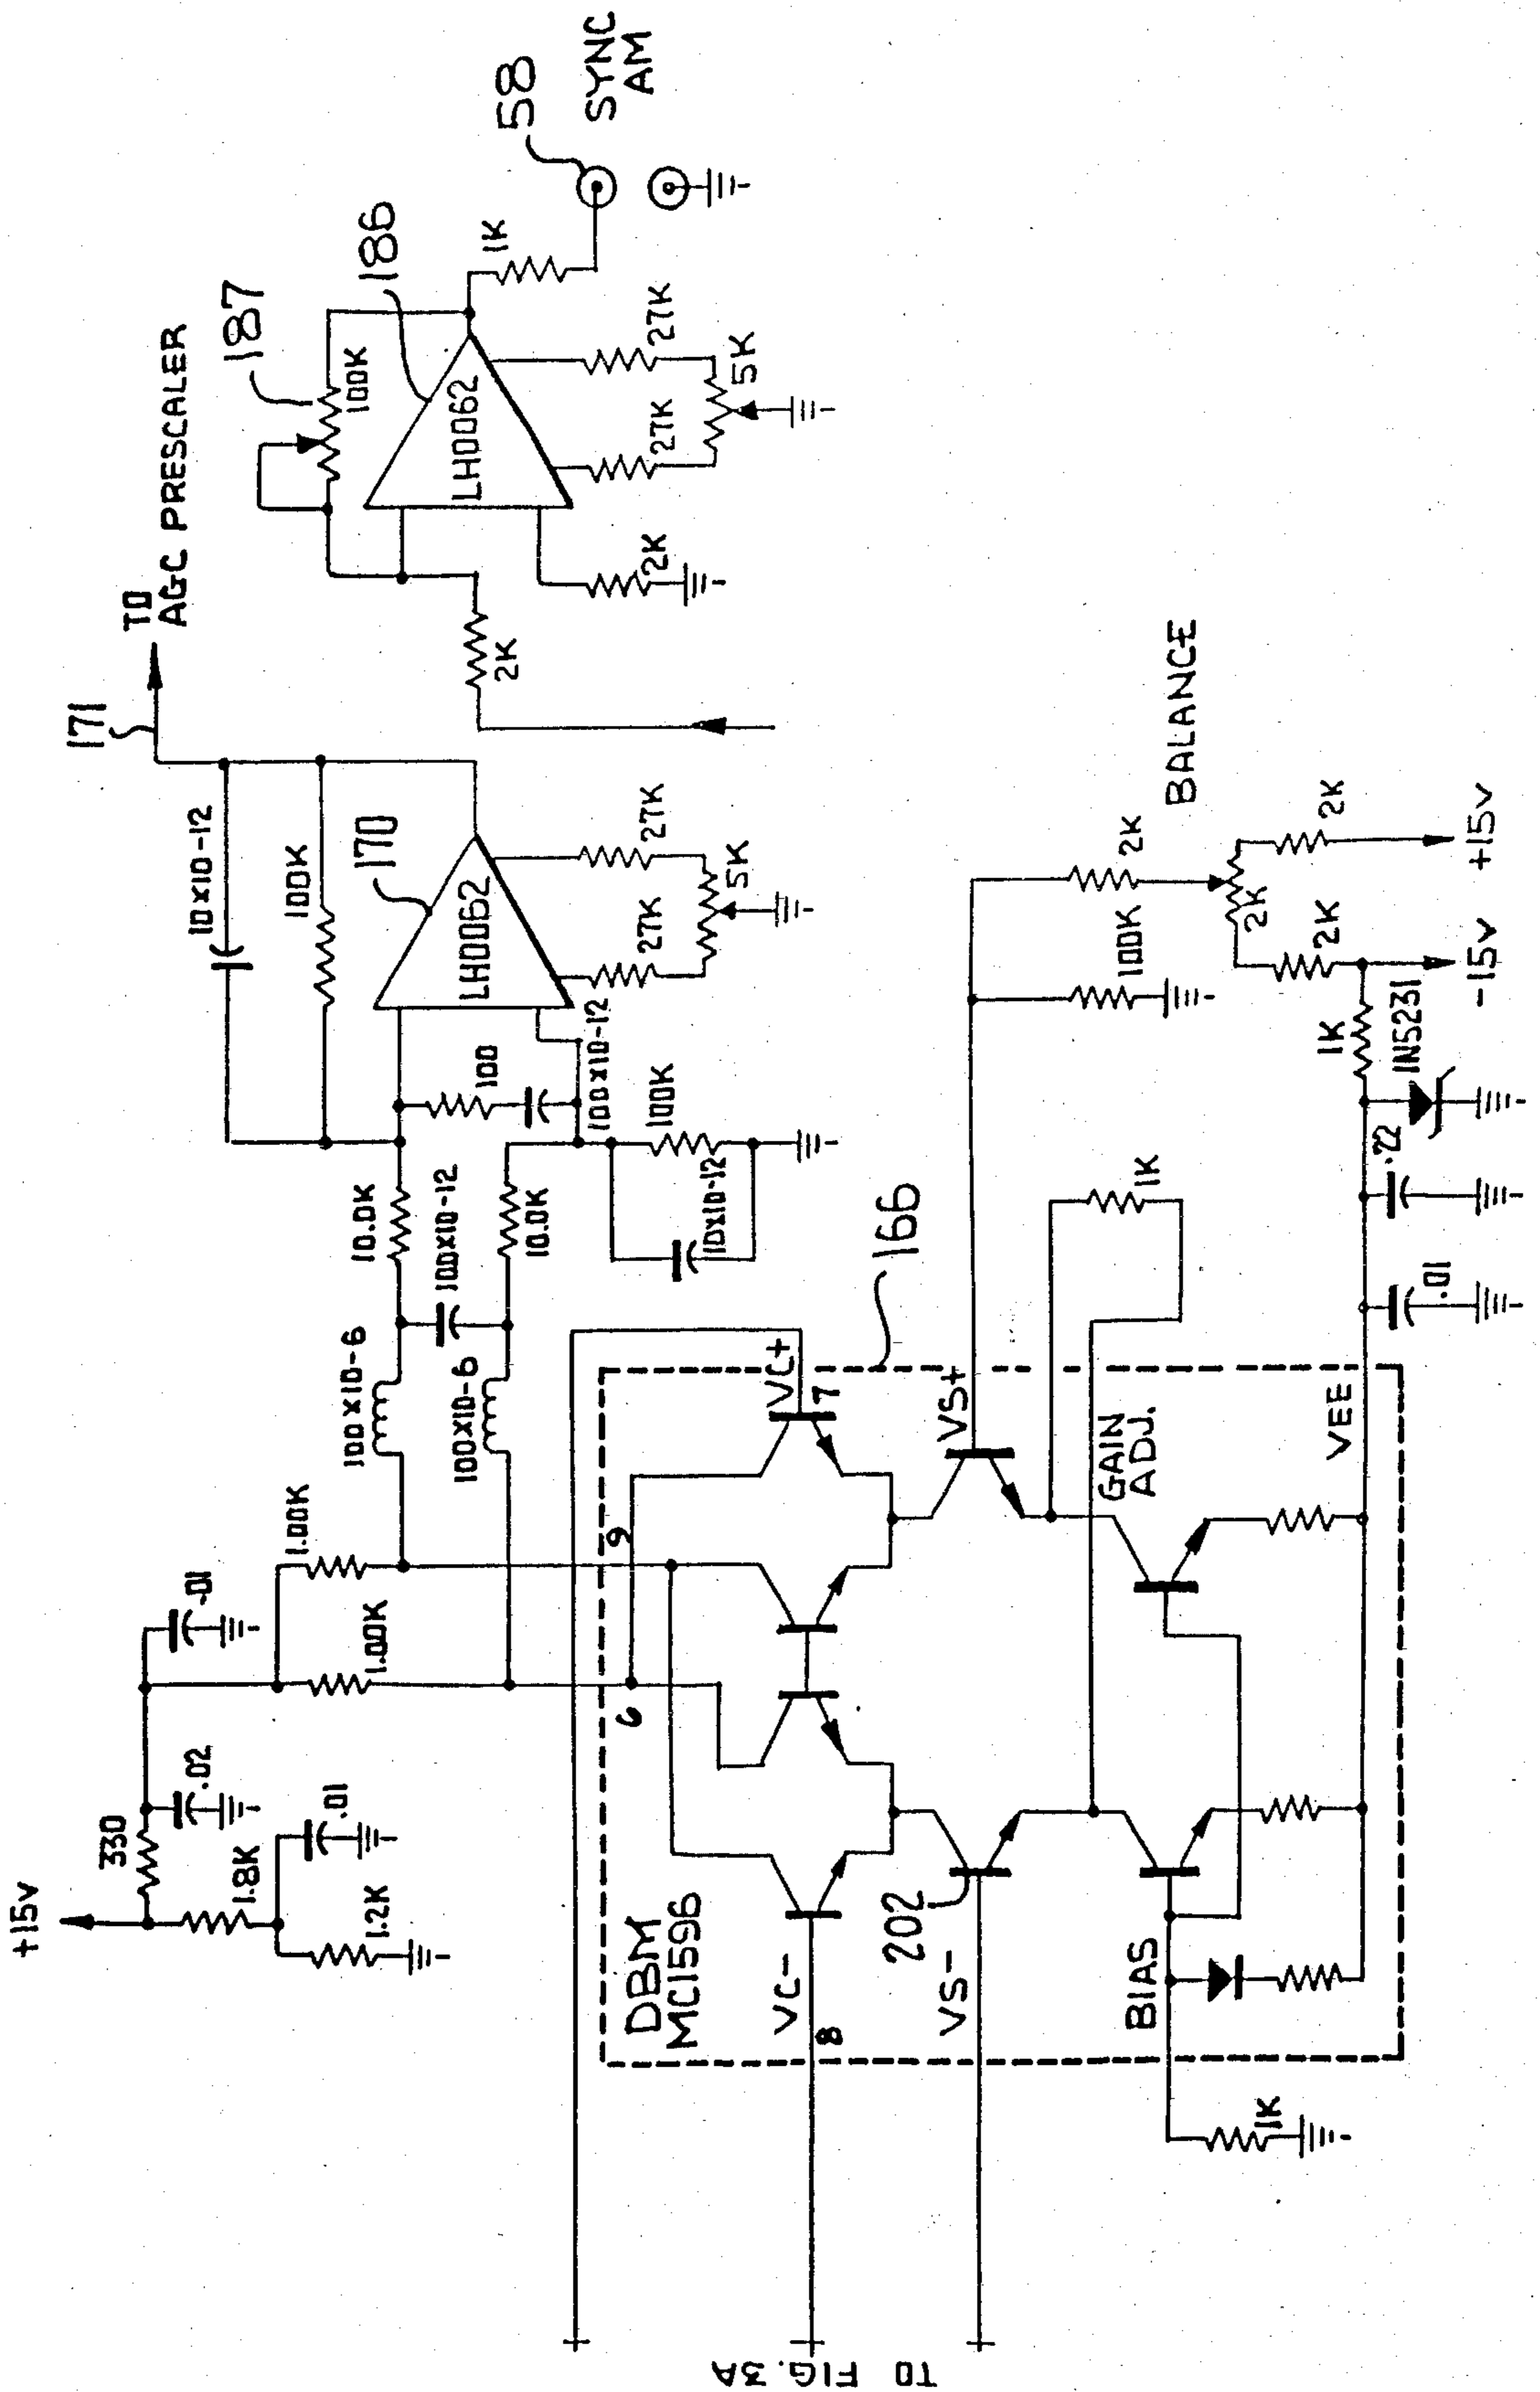 +15v
330
.02
.01
1.8K
.01
1.2K
1.00K
1.00K
100 X10-6
100X10-6
10.0K
100X10-12
10.0K
10X10-12
10X10-12
100K
100
100X10-12
100K
170
LH0062
27K
27K
5K
171
TO
AGC PRESCALER
2K
187
100K
186
LH0062
2K
27K
27K
5K
1K
58
SYNC
AM
DBM
MC1596
6
9
VC-
8
VC+
7
166
202
VS-
VS+
BIAS
GAIN
ADJ.
VEE
1K
1K
.01
.22
1N5231
1K
100K
2K
BALANCE
2K
2K
2K
-15v
+15v
TO FIG. 3A